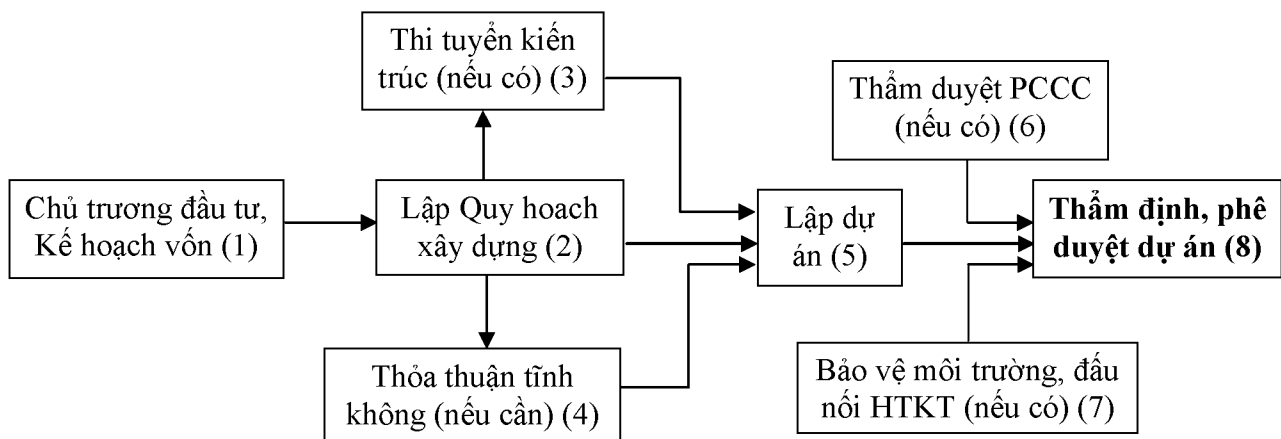 Thi tuyển kiến
trúc (nếu có) (3)
Thẩm duyệt PCCC
(nếu có) (6)
Chủ trương đầu tư,
Kế hoạch vốn (1)
Lập Quy hoach
xây dựng (2)
Lập dự
án (5)
Thẩm định, phê
duyệt dự án (8)
Thỏa thuận tĩnh
không (nếu cần) (4)
Bảo vệ môi trường, đấu
nối HTKT (nếu có) (7)